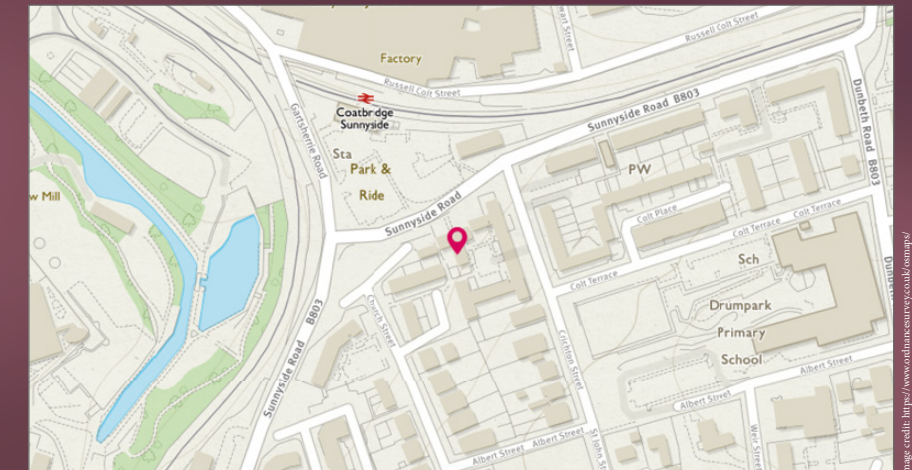 Factory
Russell Colt Street
Russell Colt Street
Gartsherrie Road
Coatbridge
Sunnyside
Sta
Park &
Ride
Sunnyside Road B803
Dunbeth Road B803
PW
w Mill
Sunnyside Road
Colt Place
Colt Terrace
Colt Terrace
Colt Terrace
Sch
Drumpark
Primary
School
Church Street
Sunnyside Road B803
Crichton Street
Albert Street
Albert Street
Albert Street
Albert Street
St John S
Weir Street
age credit: https://www.ordnancesurvey.co.uk/osmaps/